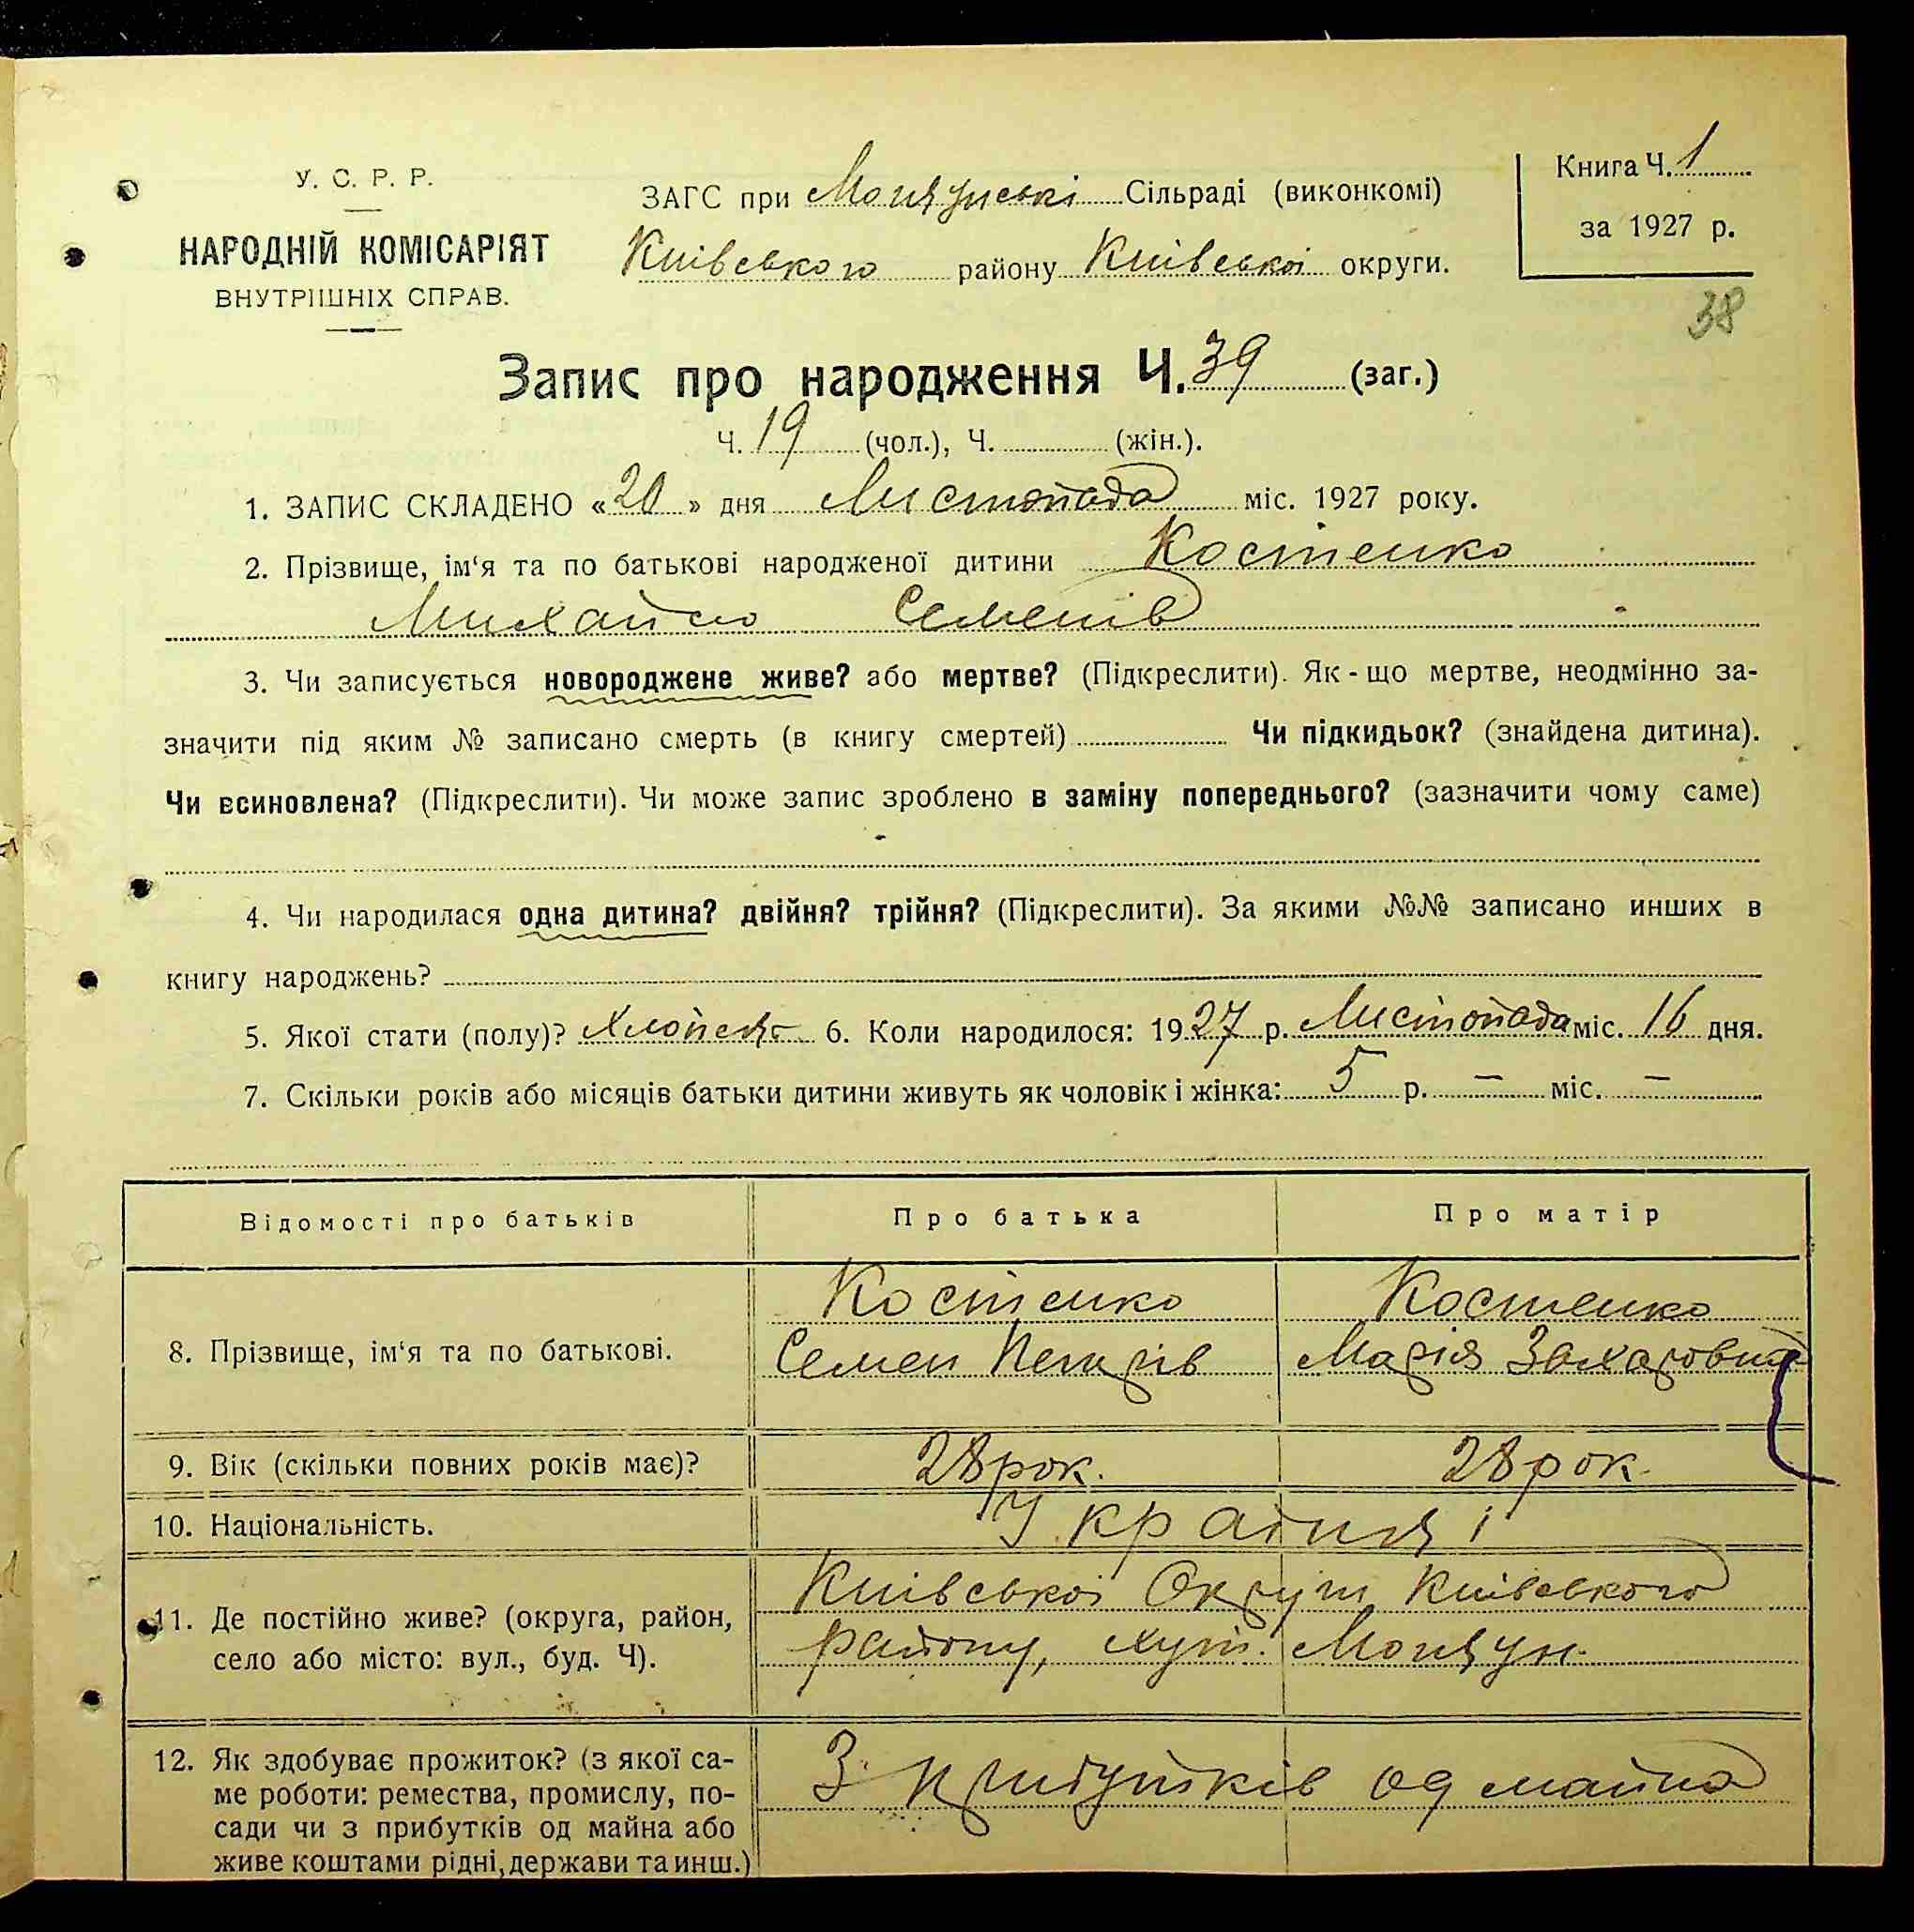 У. С. Р. Р.
НАРОДНІЙ КОМІСАРІЯТ
ВНУТРІШНІХ СПРАВ.
ЗАГС при Мощунські Сільраді (виконкомі)
Київського району Київськоі округи.
Книга Ч. 1
за 1927 р.
38
Запис про народження Ч. 39 (заг.)
Ч. 19 (чол.), Ч. (жін.).
1. ЗАПИС СКЛАДЕНО «20» дня Листопада міс. 1927 року.
2. Прізвище, ім‘я та по батькові народженої дитини Костенко
Михайло Семенів
3. Чи записується новороджене живе? або мертве? (Підкреслити). Як-що мертве, неодмінно за-
значити під яким № записано смерть (в книгу смертей) Чи підкидьок? (знайдена дитина).
Чи всиновлена? (Підкреслити). Чи може запис зроблено в заміну попереднього? (зазначити чому саме)
4. Чи народилася одна дитина? двійня? трійня? (Підкреслити). За якими №№ записано инших в
книгу народжень?
5. Якої стати (полу)? Хлопець 6. Коли народилося: 1927 р. Листопада міс. 16 дня.
7. Скільки років або місяців батьки дитини живуть як чоловік і жінка: 5 р. — міс. —
Відомості про батьків Про батька Про матір
8. Прізвище, ім‘я та по батькові.
Костенко
Семен Петрів
Костенко
Марія Захаровна
9. Вік (скільки повних років має)? 28 рок. 28 рок.
10. Національність. Украінці
11. Де постійно живе? (округа, район,
село або місто: вул., буд. Ч).
Київськоі Округи Київського
району, хут. Мощун.
12. Як здобуває прожиток? (з якої са-
ме роботи: ремества, промислу, по-
сади чи з прибутків од майна або
живе коштами рідні, держави та инш.)
З прибутків од майна